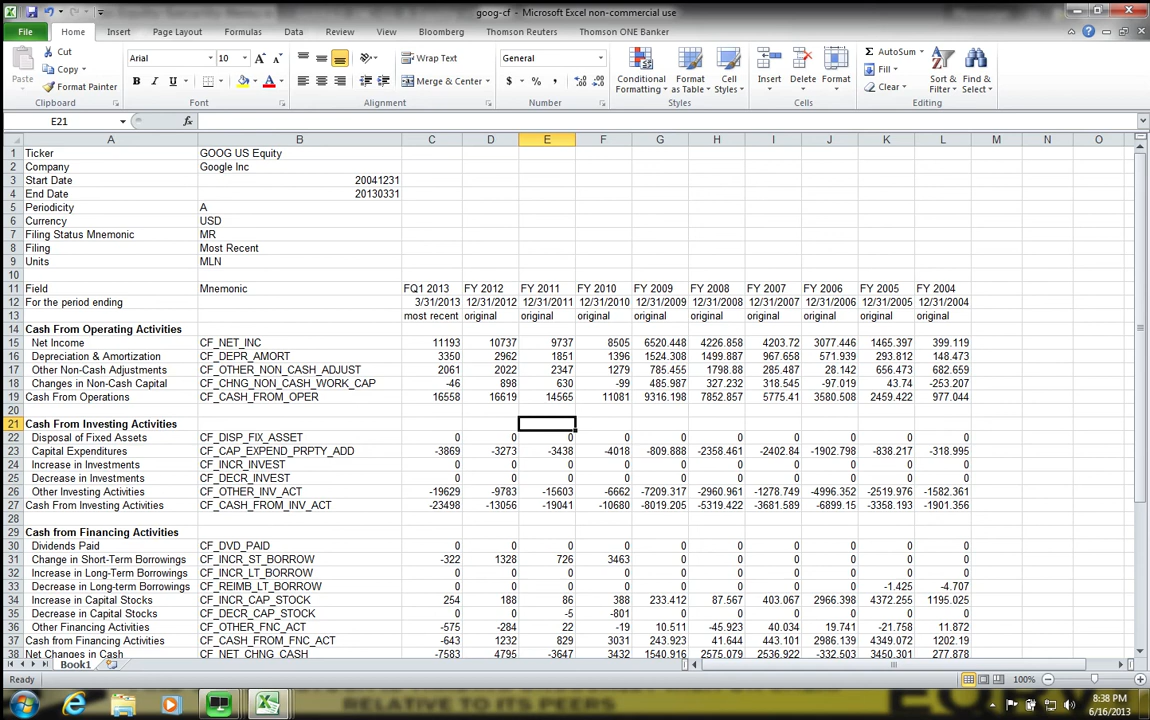 goog-cf - Microsoft Excel non-commercial use
File Home Insert Page Layout Formulas Data Review View Bloomberg Thomson Reuters Thomson ONE Banker
Paste Cut Copy Format Painter Clipboard
Arial 10 A A B I U A Font
Wrap Text Merge & Center Alignment
General $ % , .0 .00 .00 .0 Number
Conditional Formatting Format as Table Cell Styles Styles
Insert Delete Format Cells
AutoSum Fill Clear Sort & Filter Find & Select Editing
E21 fx
A B C D E F G H I J K L M N O
1 Ticker GOOG US Equity
2 Company Google Inc
3 Start Date 20041231
4 End Date 20130331
5 Periodicity A
6 Currency USD
7 Filing Status Mnemonic MR
8 Filing Most Recent
9 Units MLN
10
11 Field Mnemonic FQ1 2013 FY 2012 FY 2011 FY 2010 FY 2009 FY 2008 FY 2007 FY 2006 FY 2005 FY 2004
12 For the period ending 3/31/2013 12/31/2012 12/31/2011 12/31/2010 12/31/2009 12/31/2008 12/31/2007 12/31/2006 12/31/2005 12/31/2004
13 most recent original original original original original original original original original
14 Cash From Operating Activities
15 Net Income CF_NET_INC 11193 10737 9737 8505 6520.448 4226.858 4203.72 3077.446 1465.397 399.119
16 Depreciation & Amortization CF_DEPR_AMORT 3350 2962 1851 1396 1524.308 1499.887 967.658 571.939 293.812 148.473
17 Other Non-Cash Adjustments CF_OTHER_NON_CASH_ADJUST 2061 2022 2347 1279 785.455 1798.88 285.487 28.142 656.473 682.659
18 Changes in Non-Cash Capital CF_CHNG_NON_CASH_WORK_CAP -46 898 630 -99 485.987 327.232 318.545 -97.019 43.74 -253.207
19 Cash From Operations CF_CASH_FROM_OPER 16558 16619 14565 11081 9316.198 7852.857 5775.41 3580.508 2459.422 977.044
20
21 Cash From Investing Activities
22 Disposal of Fixed Assets CF_DISP_FIX_ASSET 0 0 0 0 0 0 0 0 0 0
23 Capital Expenditures CF_CAP_EXPEND_PRPTY_ADD -3869 -3273 -3438 -4018 -809.888 -2358.461 -2402.84 -1902.798 -838.217 -318.995
24 Increase in Investments CF_INCR_INVEST 0 0 0 0 0 0 0 0 0 0
25 Decrease in Investments CF_DECR_INVEST 0 0 0 0 0 0 0 0 0 0
26 Other Investing Activities CF_OTHER_INV_ACT -19629 -9783 -15603 -6662 -7209.317 -2960.961 -1278.749 -4996.352 -2519.976 -1582.361
27 Cash From Investing Activities CF_CASH_FROM_INV_ACT -23498 -13056 -19041 -10680 -8019.205 -5319.422 -3681.589 -6899.15 -3358.193 -1901.356
28
29 Cash from Financing Activities
30 Dividends Paid CF_DVD_PAID 0 0 0 0 0 0 0 0 0 0
31 Change in Short-Term Borrowings CF_INCR_ST_BORROW -322 1328 726 3463 0 0 0 0 0 0
32 Increase in Long-Term Borrowings CF_INCR_LT_BORROW 0 0 0 0 0 0 0 0 0 0
33 Decrease in Long-term Borrowings CF_REIMB_LT_BORROW 0 0 0 0 0 0 0 0 -1.425 -4.707
34 Increase in Capital Stocks CF_INCR_CAP_STOCK 254 188 86 388 233.412 87.567 403.067 2966.398 4372.255 1195.025
35 Decrease in Capital Stocks CF_DECR_CAP_STOCK 0 0 -5 -801 0 0 0 0 0 0
36 Other Financing Activities CF_OTHER_FNC_ACT -575 -284 22 -19 10.511 -45.923 40.034 19.741 -21.758 11.872
37 Cash from Financing Activities CF_CASH_FROM_FNC_ACT -643 1232 829 3031 243.923 41.644 443.101 2986.139 4349.072 1202.19
38 Net Changes in Cash CF_NET_CHNG_CASH -7583 4795 -3647 3432 1540.916 2575.079 2536.922 -332.503 3450.301 277.878
Book1
Ready 100%
RELATIVE TO ITS PEERS
8:38 PM
6/16/2013